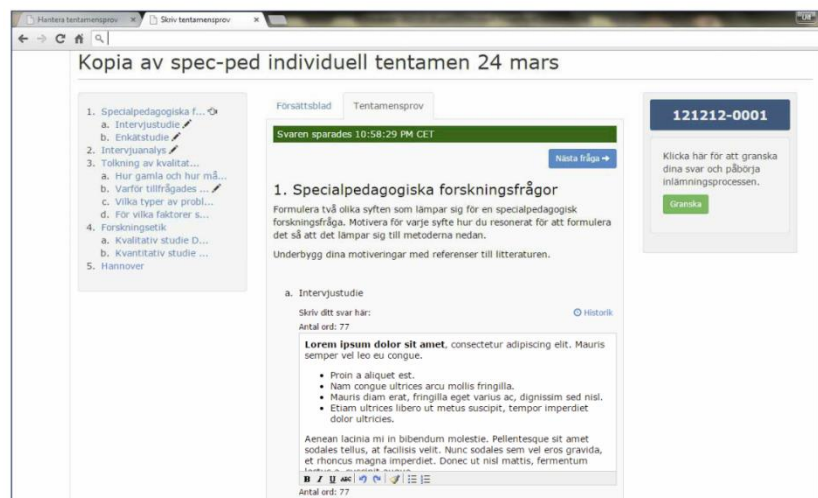 Hantera tentamensprov
Skriv tentamensprov
Kopia av spec-ped individuell tentamen 24 mars
1. Specialpedagogiska f...
a. Intervjustudie
b. Enkätstudie
2. Intervjuanalys
3. Tolkning av kvalitat...
a. Hur gamla och hur må...
b. Varför tillfrågades ...
c. Vilka typer av probl...
d. För vilka faktorer s...
4. Forskningsetik
a. Kvalitativ studie D...
b. Kvantitativ studie ...
5. Hannover
Försättsblad
Tentamensprov
Svaren sparades 10:58:29 PM CET
Nästa fråga →
1. Specialpedagogiska forskningsfrågor
Formulera två olika syften som lämpar sig för en specialpedagogisk
forskningsfråga. Motivera för varje syfte hur du resonerat för att formulera
det så att det lämpar sig till metoderna nedan.
Underbygg dina motiveringar med referenser till litteraturen.
a. Intervjustudie
Skriv ditt svar här:
Historik
Antal ord: 77
Lorem ipsum dolor sit amet, consectetur adipiscing elit. Mauris
semper vel leo eu congue.
• Proin a aliquet est.
• Nam congue ultrices arcu mollis fringilla.
• Mauris diam erat, fringilla eget varius ac, dignissim sed nisl.
• Etiam ultrices libero ut metus suscipit, tempor imperdiet
dolor ultricies.
Aenean lacinia mi in bibendum molestie. Pellentesque sit amet
sodales tellus, at facilisis velit. Nunc sodales sem vel eros gravida,
et rhoncus magna imperdiet. Donec ut nisl mattis, fermentum
B I U ABC
Antal ord: 77
121212-0001
Klicka här för att granska
dina svar och påbörja
inlämningsprocessen.
Granska